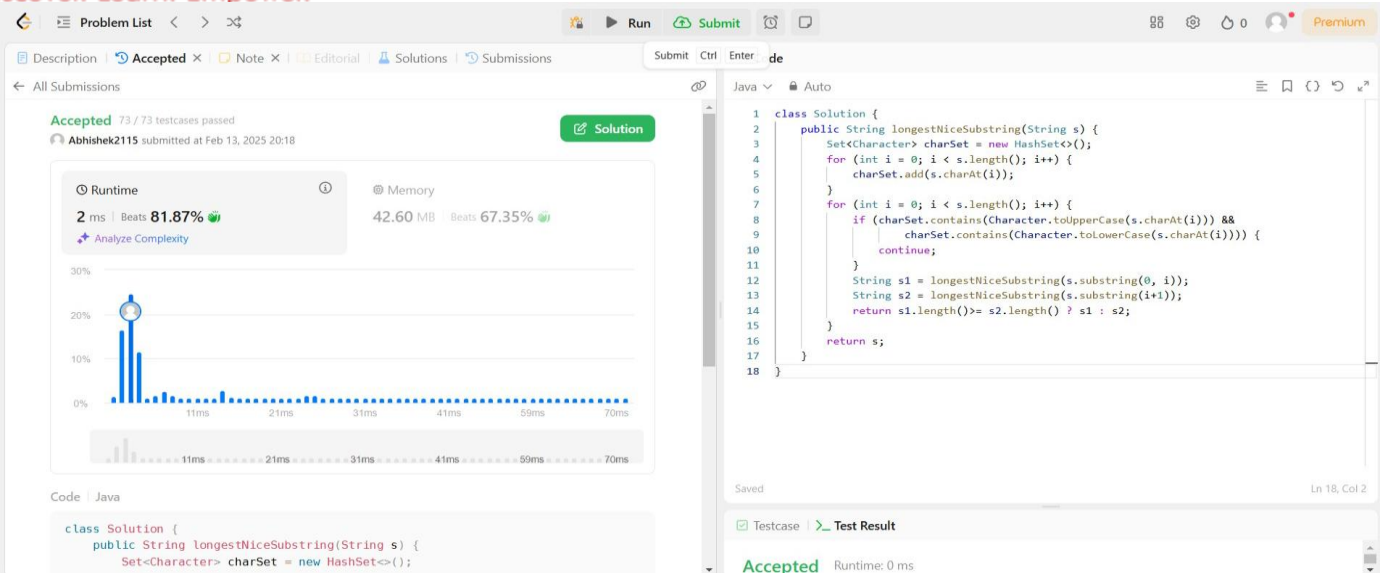 Problem List
Run
Submit
0
Premium
Description
Accepted
Note
Editorial
Solutions
Submissions
Submit Ctrl Enter
de
All Submissions
Accepted 73 / 73 testcases passed
Abhishek2115 submitted at Feb 13, 2025 20:18
Solution
Runtime
2 ms Beats 81.87%
Analyze Complexity
Memory
42.60 MB Beats 67.35%
30%
20%
10%
0%
11ms 21ms 31ms 41ms 59ms 70ms
11ms 21ms 31ms 41ms 59ms 70ms
Code Java
class Solution {
public String longestNiceSubstring(String s) {
Set<Character> charSet = new HashSet<>();
Java Auto
1 class Solution {
2 public String longestNiceSubstring(String s) {
3 Set<Character> charSet = new HashSet<>();
4 for (int i = 0; i < s.length(); i++) {
5 charSet.add(s.charAt(i));
6 }
7 for (int i = 0; i < s.length(); i++) {
8 if (charSet.contains(Character.toUpperCase(s.charAt(i))) &&
9 charSet.contains(Character.toLowerCase(s.charAt(i)))) {
10 continue;
11 }
12 String s1 = longestNiceSubstring(s.substring(0, i));
13 String s2 = longestNiceSubstring(s.substring(i+1));
14 return s1.length()>= s2.length() ? s1 : s2;
15 }
16 return s;
17 }
18 }
Saved
Ln 18, Col 2
Testcase
Test Result
Accepted Runtime: 0 ms